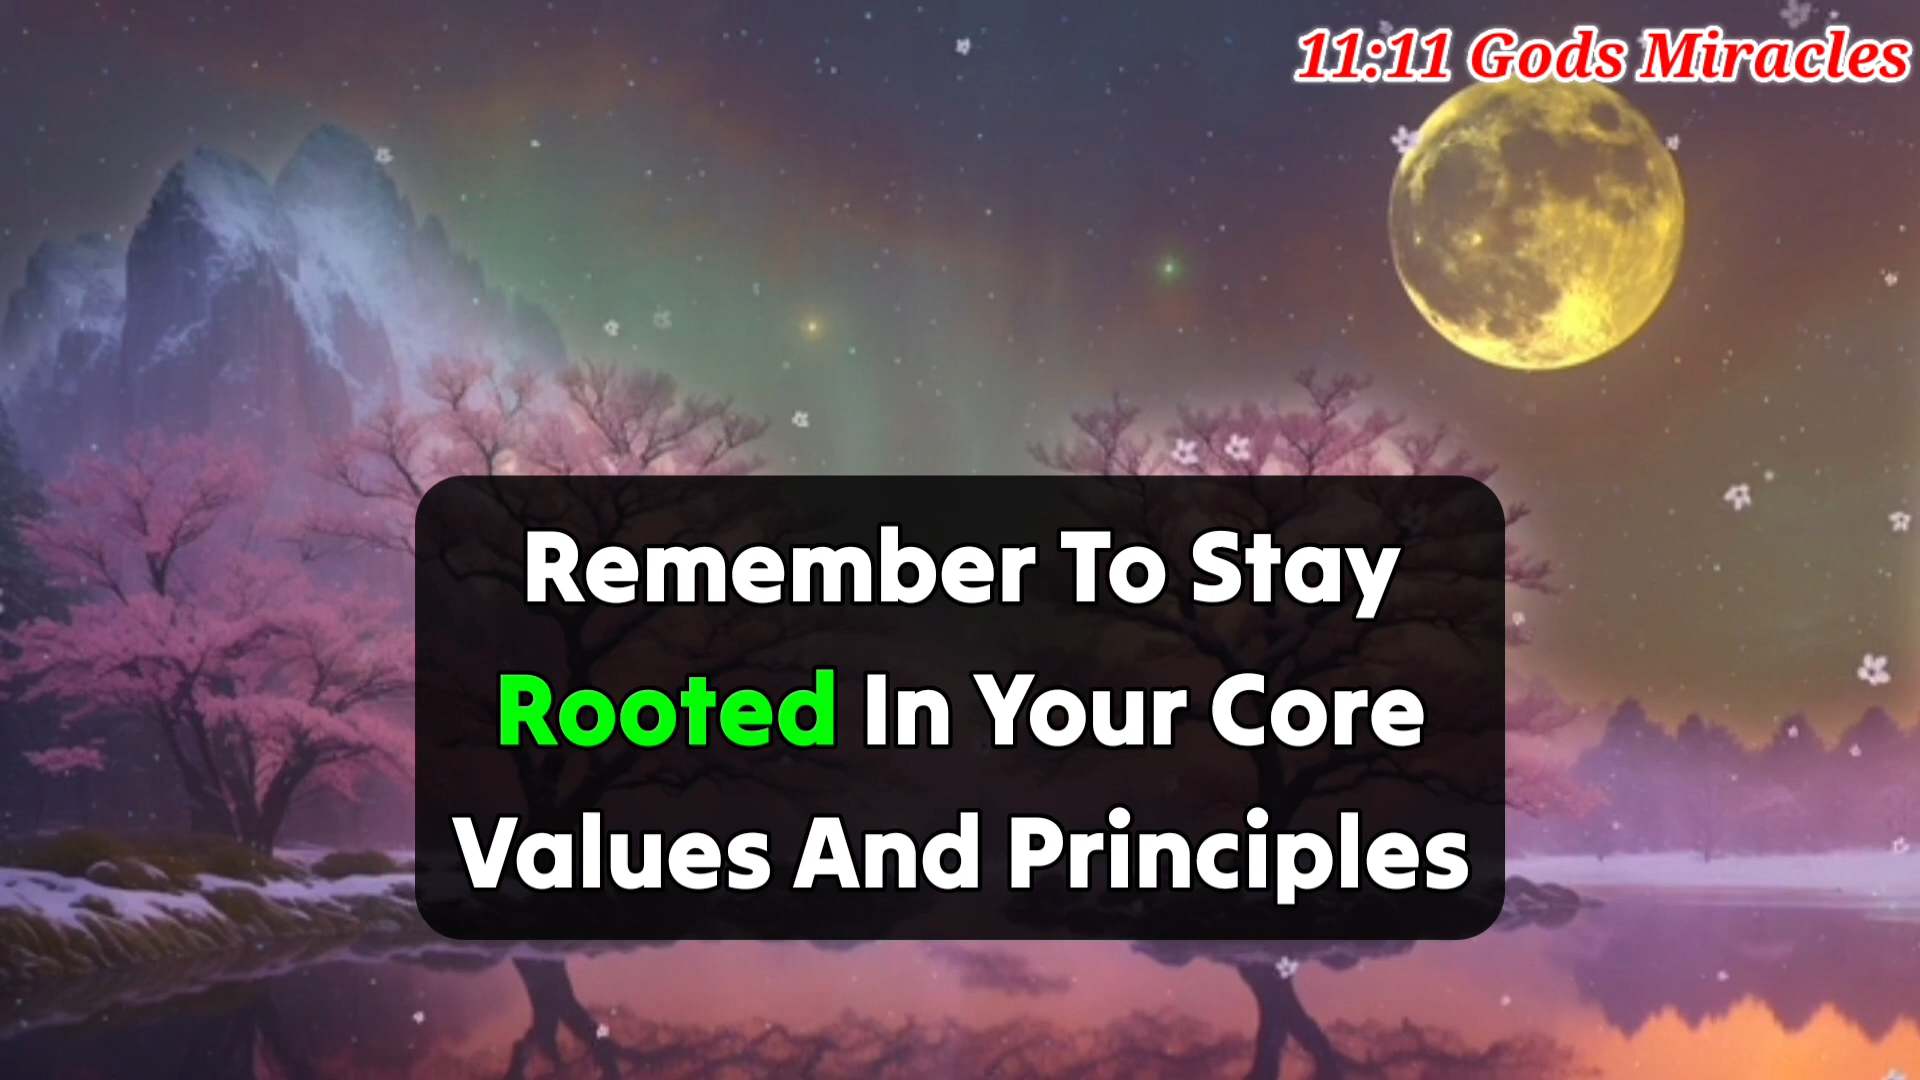 11:11 Gods Miracles
Remember To Stay
Rooted In Your Core
Values And Principles